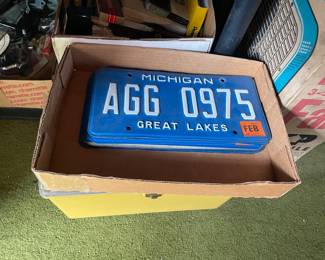 MICHIGAN
AGG 0975
GREAT LAKES
FEB